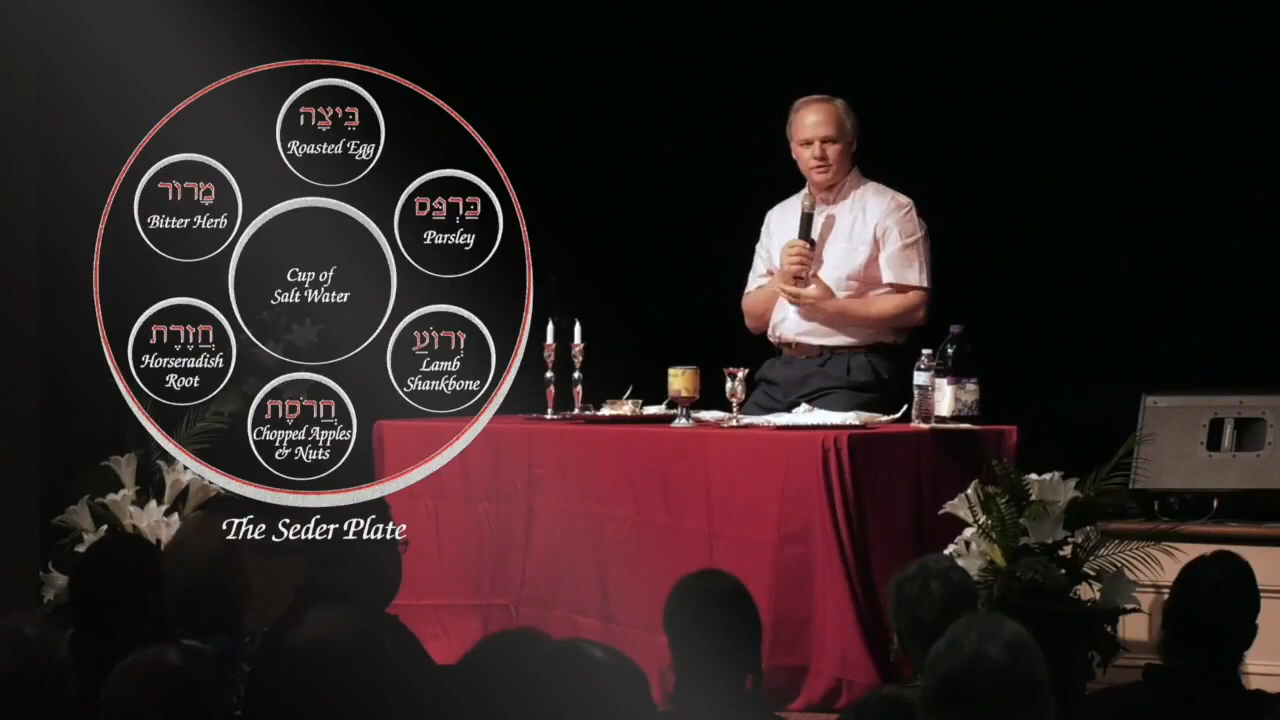 בֵּיצָה
Roasted Egg
מָרוֹר
Bitter Herb
כַּרְפַּס
Parsley
Cup of
Salt Water
חֲזֶרֶת
Horseradish
Root
זְרוֹעַ
Lamb
Shankbone
חֲרֹסֶת
Chopped Apples
& Nuts
The Seder Plate